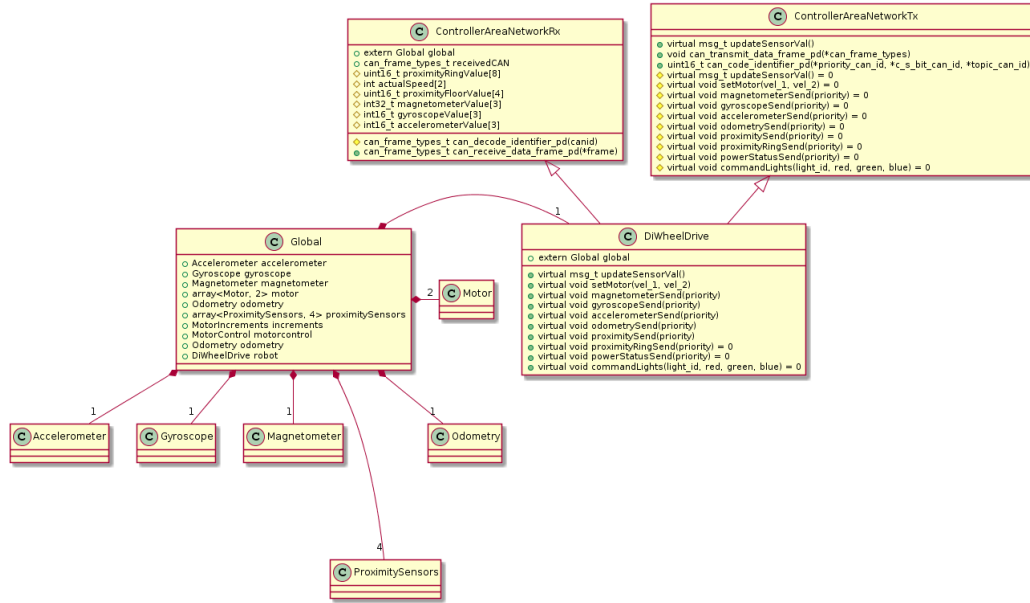 C ControllerAreaNetworkRx
extern Global global
can_frame_types_t receivedCAN
uint16_t proximityRingValue[8]
int actualSpeed[2]
uint16_t proximityFloorValue[4]
int32_t magnetometerValue[3]
int16_t gyroscopeValue[3]
int16_t accelerometerValue[3]
can_frame_types_t can_decode_identifier_pd(canid)
can_frame_types_t can_receive_data_frame_pd(*frame)
C ControllerAreaNetworkTx
virtual msg_t updateSensorVal()
void can_transmit_data_frame_pd(*can_frame_types)
uint16_t can_code_identifier_pd(*priority_can_id, *c_s_bit_can_id, *topic_can_id)
virtual msg_t updateSensorVal() = 0
virtual void setMotor(vel_1, vel_2) = 0
virtual void magnetometerSend(priority) = 0
virtual void gyroscopeSend(priority) = 0
virtual void accelerometerSend(priority) = 0
virtual void odometrySend(priority) = 0
virtual void proximitySend(priority) = 0
virtual void proximityRingSend(priority) = 0
virtual void powerStatusSend(priority) = 0
virtual void commandLights(light_id, red, green, blue) = 0
1
C Global
Accelerometer accelerometer
Gyroscope gyroscope
Magnetometer magnetometer
array<Motor, 2> motor
Odometry odometry
array<ProximitySensors, 4> proximitySensors
MotorIncrements increments
MotorControl motorcontrol
Odometry odometry
DiWheelDrive robot
2
C Motor
C DiWheelDrive
extern Global global
virtual msg_t updateSensorVal()
virtual void setMotor(vel_1, vel_2)
virtual void magnetometerSend(priority)
virtual void gyroscopeSend(priority)
virtual void accelerometerSend(priority)
virtual void odometrySend(priority)
virtual void proximitySend(priority)
virtual void proximityRingSend(priority) = 0
virtual void powerStatusSend(priority) = 0
virtual void commandLights(light_id, red, green, blue) = 0
1
1
1
1
C Accelerometer
C Gyroscope
C Magnetometer
C Odometry
4
C ProximitySensors